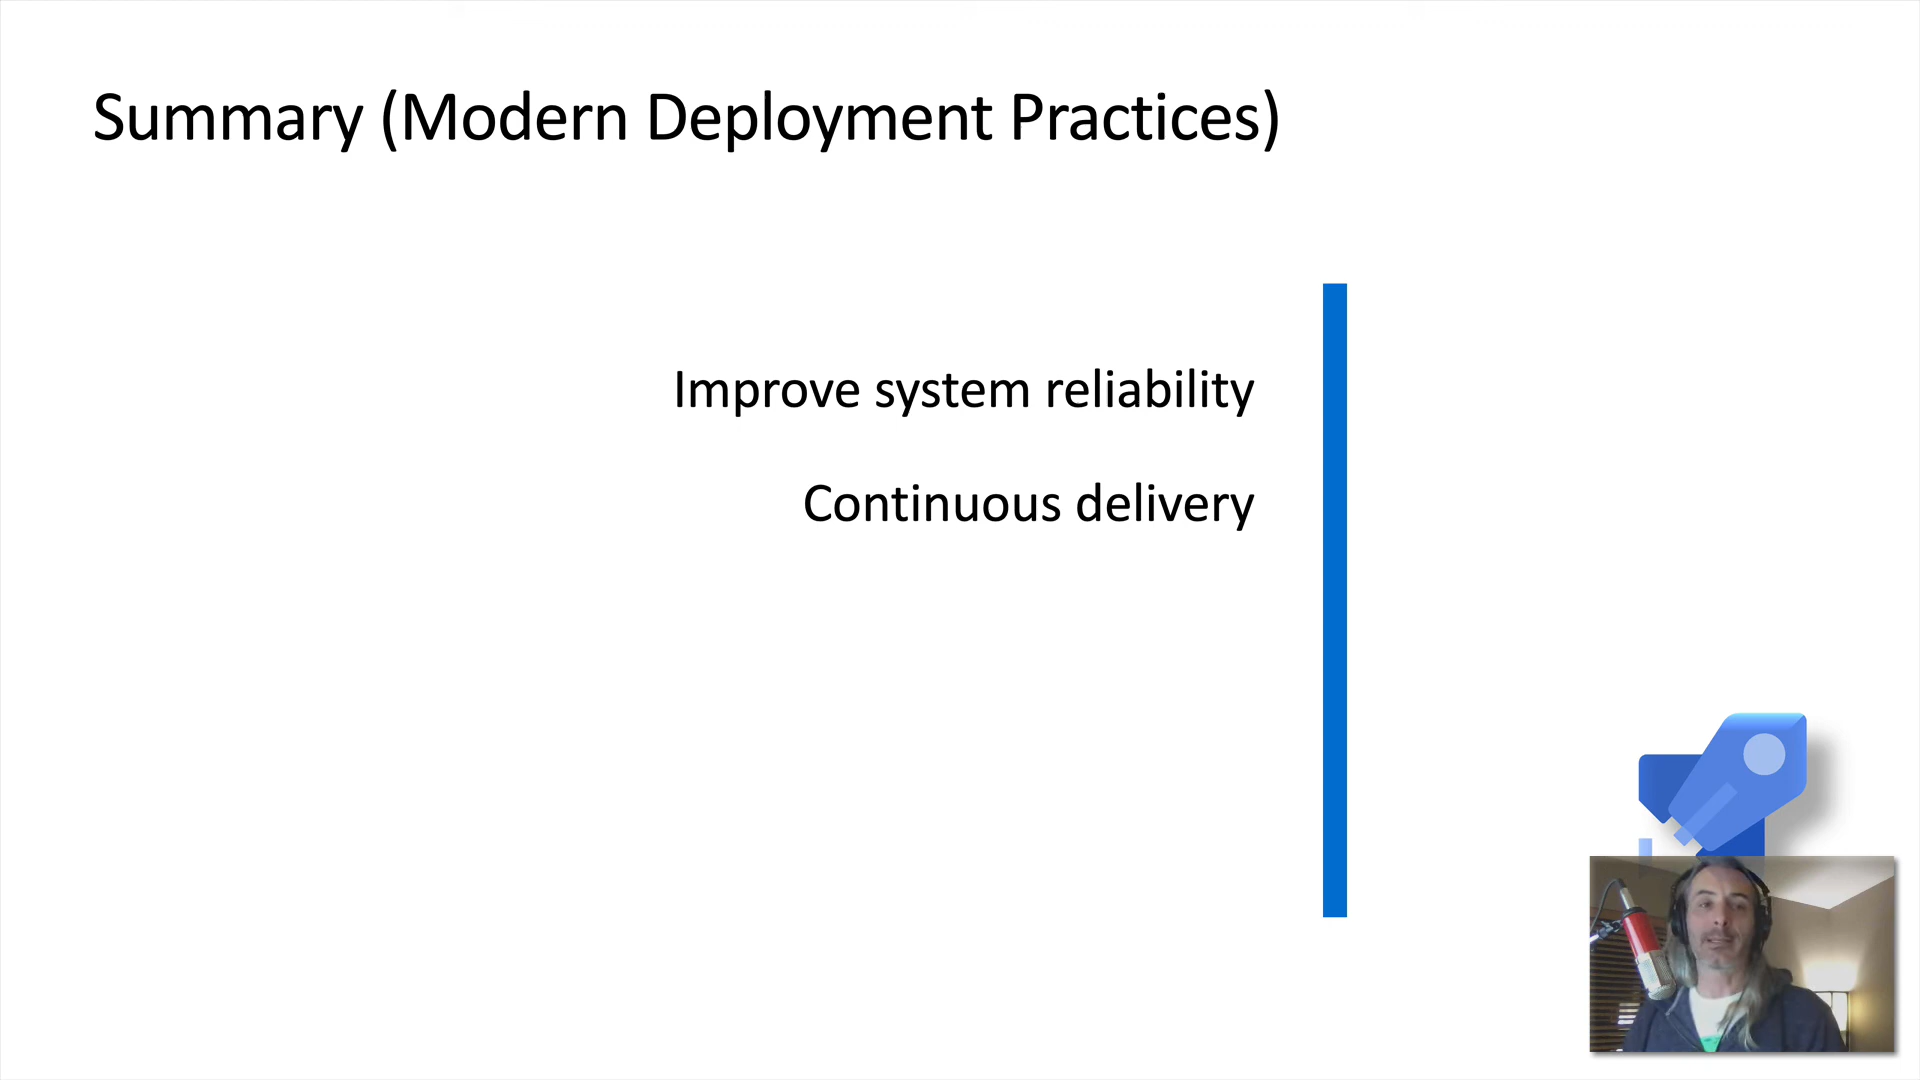 Summary (Modern Deployment Practices)
Improve system reliability
Continuous delivery